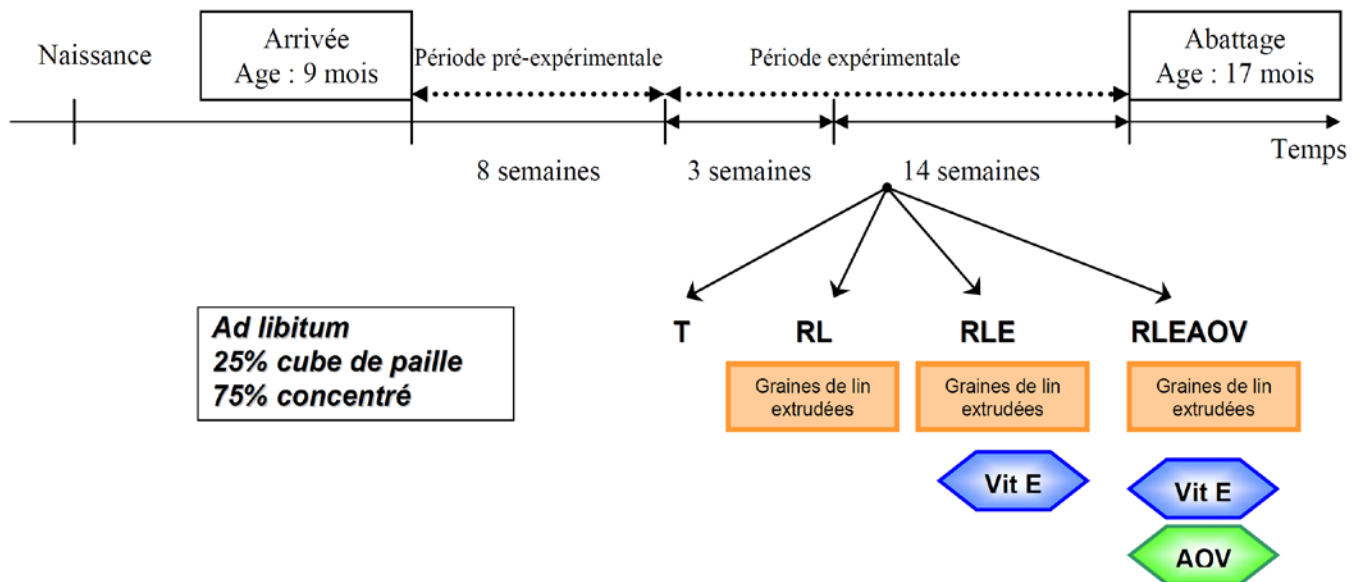 Naissance
Arrivée
Age : 9 mois
Période pré-expérimentale
Période expérimentale
Abattage
Age : 17 mois
Temps
8 semaines
3 semaines
14 semaines
Ad libitum
25% cube de paille
75% concentré
T
RL
RLE
RLEAOV
Graines de lin
extrudées
Graines de lin
extrudées
Graines de lin
extrudées
Vit E
Vit E
AOV